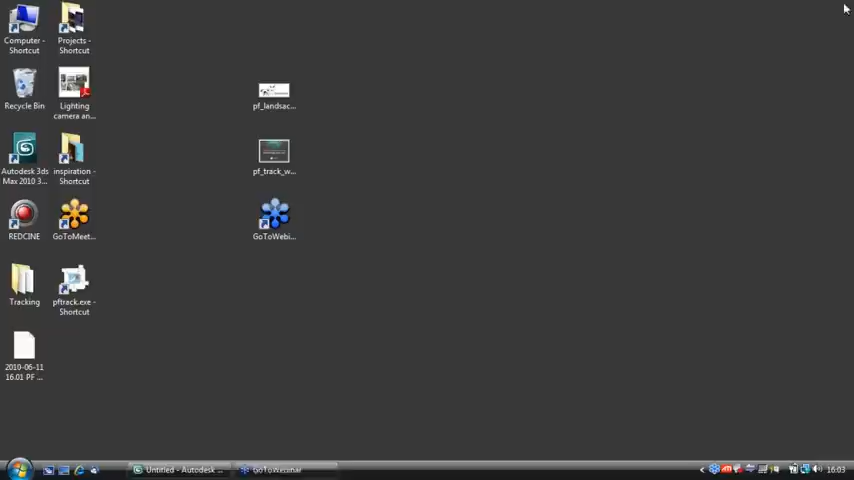 Computer -
Shortcut
Projects -
Shortcut
Recycle Bin
Lighting
camera an...
pf_landsac...
Autodesk 3ds
Max 2010 3...
inspiration -
Shortcut
pf_track_w...
REDCINE
GoToMeet...
GoToWebi...
Tracking
pftrack.exe -
Shortcut
2010-06-11
16.01 PF ...
Untitled - Autodesk ...
GoToWebinar
16:03